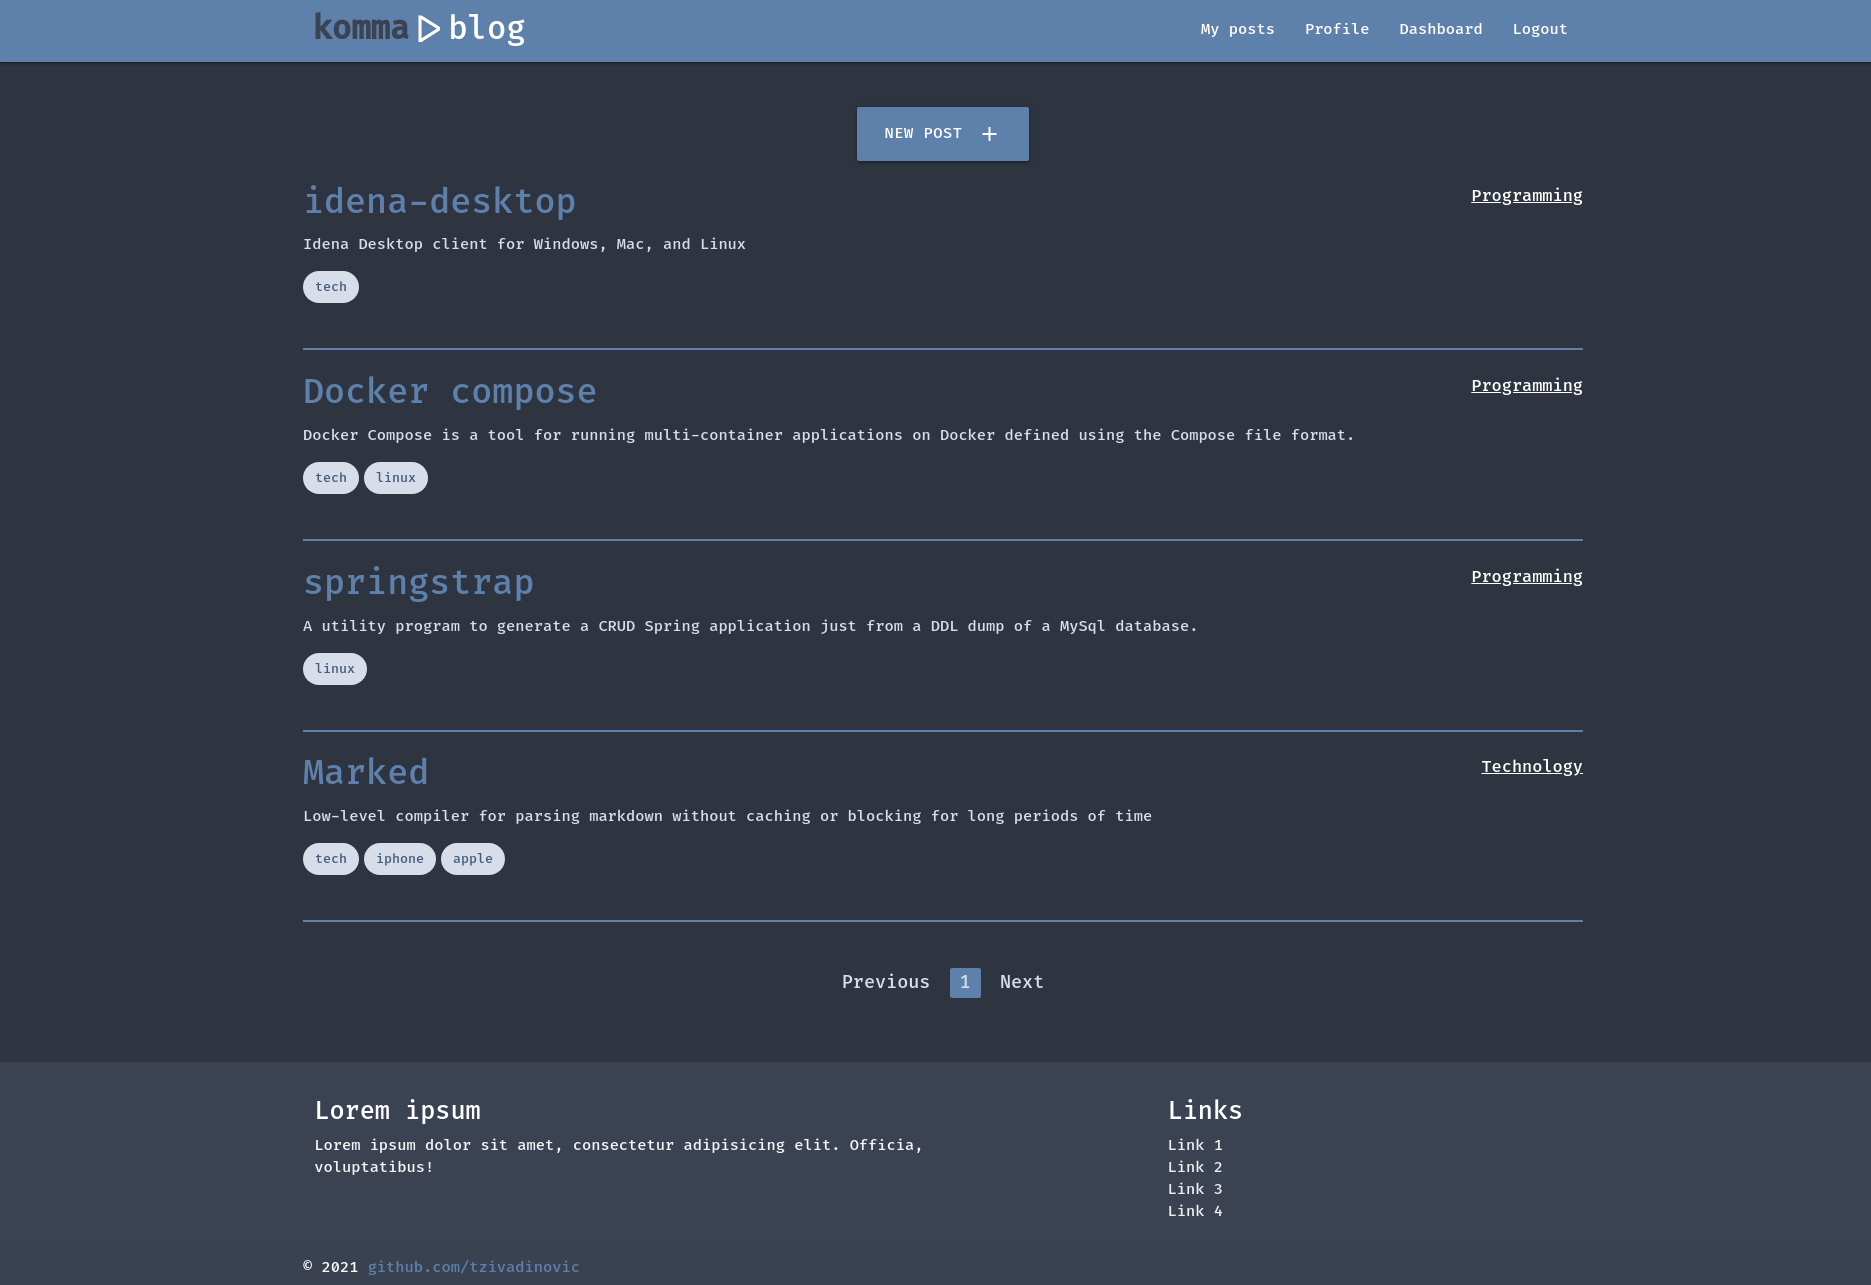 komma blog
My posts Profile Dashboard Logout
NEW POST
idena-desktop
Programming
Idena Desktop client for Windows, Mac, and Linux
tech
Docker compose
Programming
Docker Compose is a tool for running multi-container applications on Docker defined using the Compose file format.
tech linux
springstrap
Programming
A utility program to generate a CRUD Spring application just from a DDL dump of a MySql database.
linux
Marked
Technology
Low-level compiler for parsing markdown without caching or blocking for long periods of time
tech iphone apple
Previous 1 Next
Lorem ipsum
Lorem ipsum dolor sit amet, consectetur adipisicing elit. Officia,
voluptatibus!
Links
Link 1
Link 2
Link 3
Link 4
© 2021 github.com/tzivadinovic